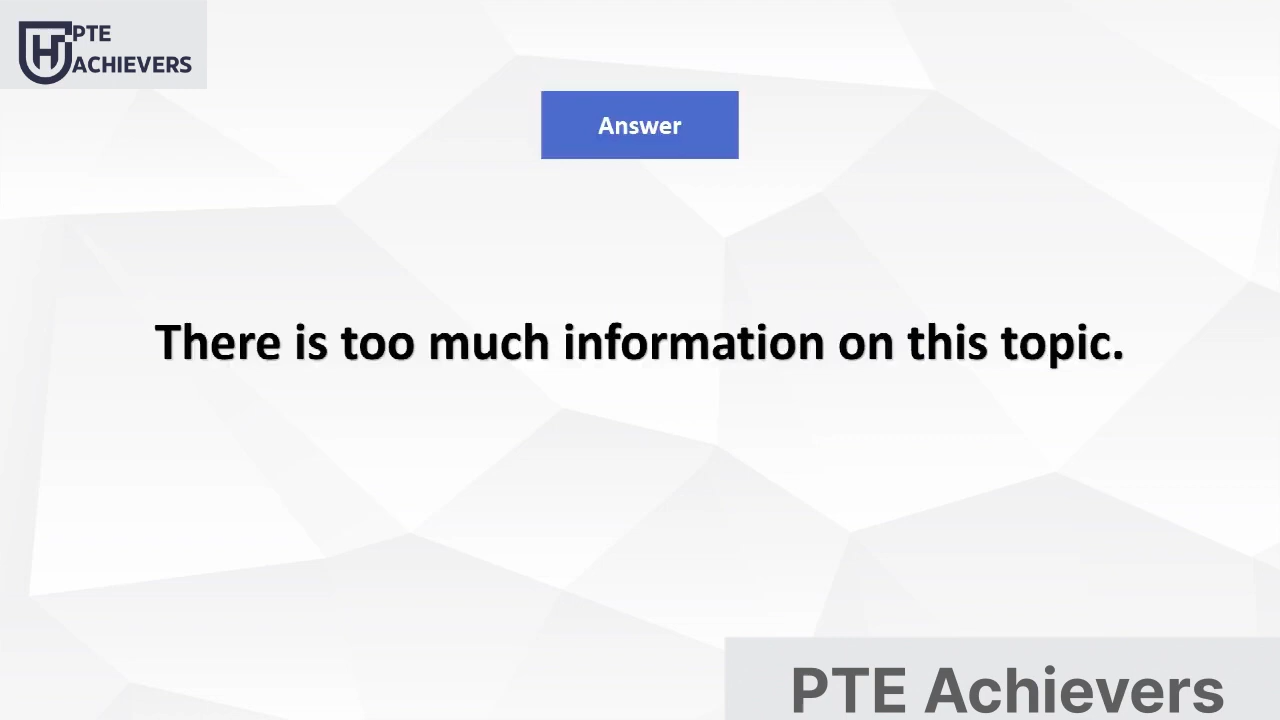 PTE
ACHIEVERS
Answer
There is too much information on this topic.
PTE Achievers